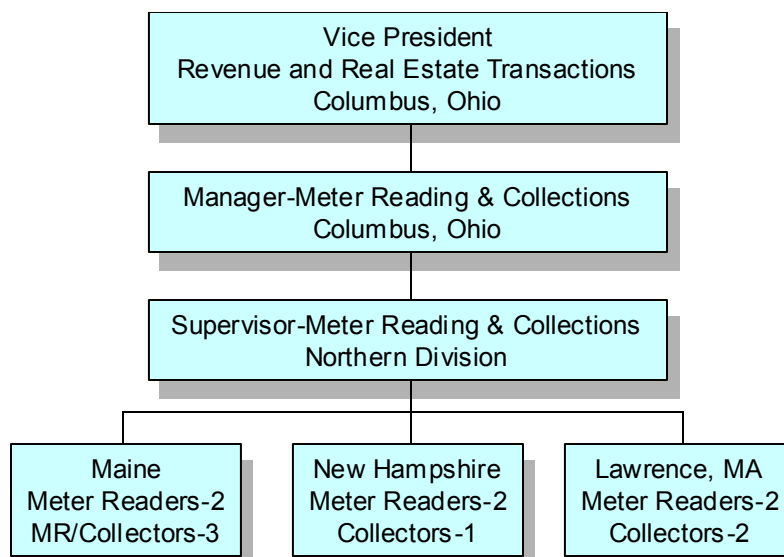 Vice President
Revenue and Real Estate Transactions
Columbus, Ohio
Manager-Meter Reading & Collections
Columbus, Ohio
Supervisor-Meter Reading & Collections
Northern Division
Maine
Meter Readers-2
MR/Collectors-3
New Hampshire
Meter Readers-2
Collectors-1
Lawrence, MA
Meter Readers-2
Collectors-2